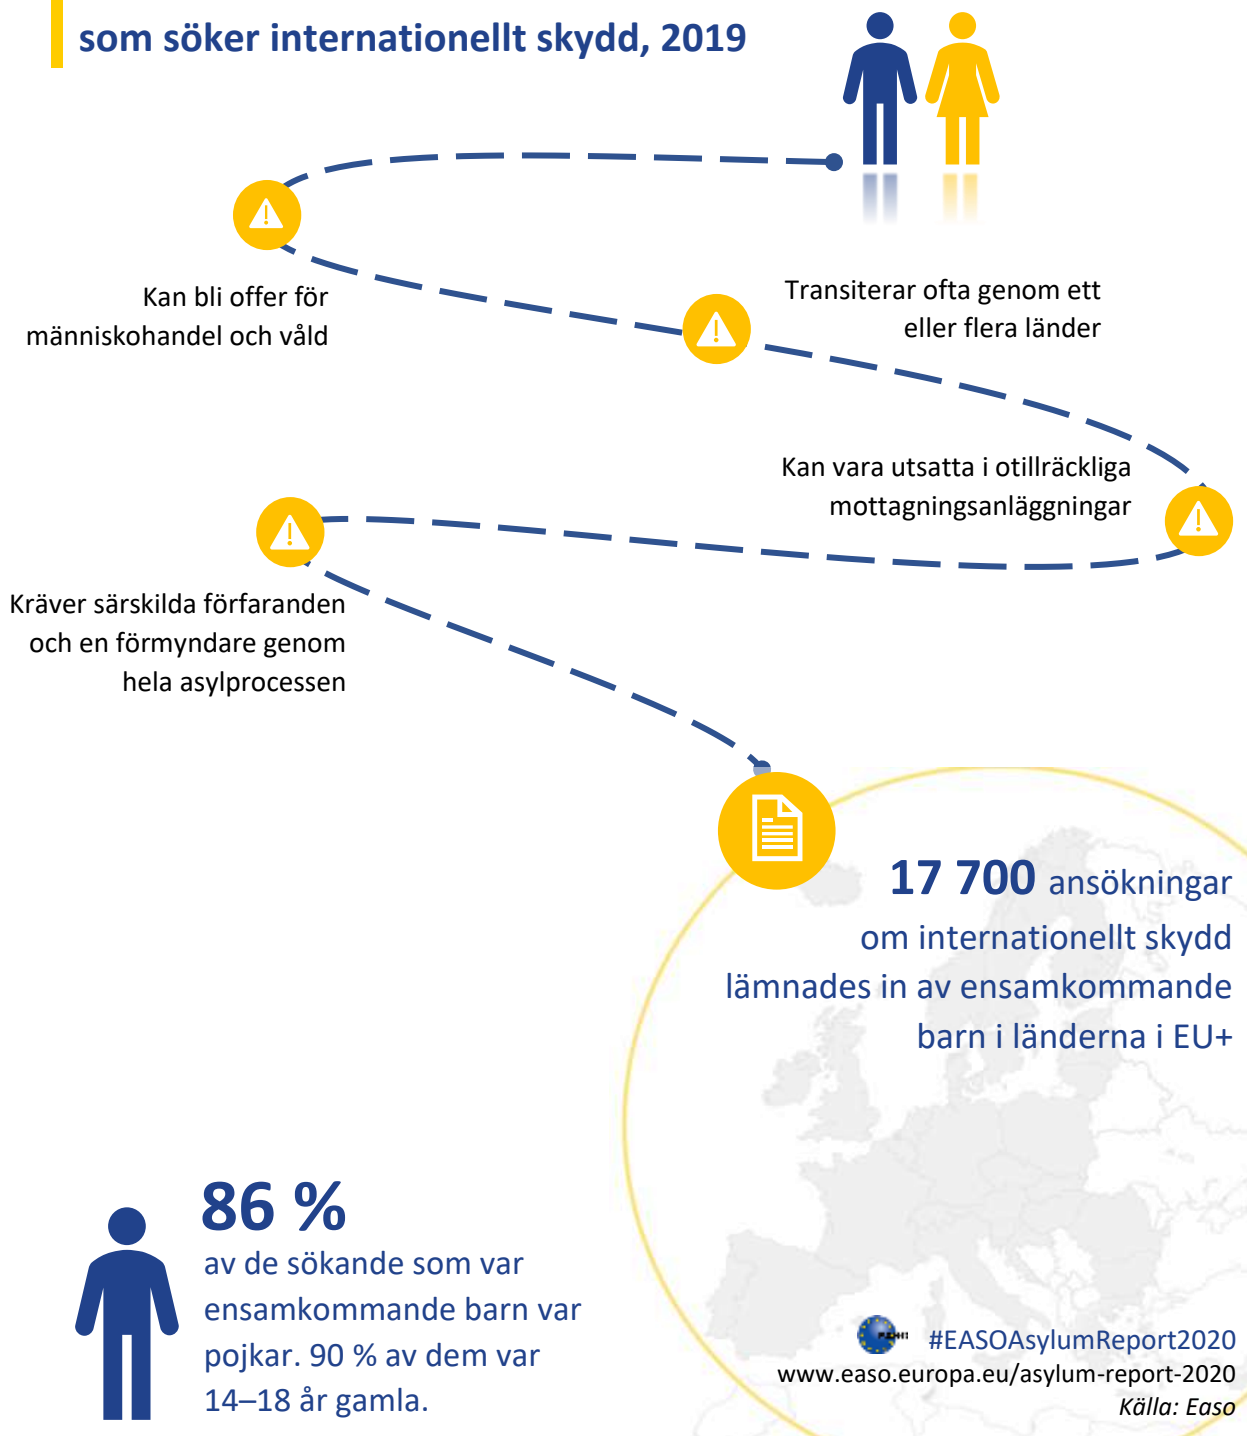 som söker internationellt skydd, 2019
Kan bli offer för
människohandel och våld
Transiterar ofta genom ett
eller flera länder
Kan vara utsatta i otillräckliga
mottagningsanläggningar
Kräver särskilda förfaranden
och en förmyndare genom
hela asylprocessen
17 700 ansökningar
om internationellt skydd
lämnades in av ensamkommande
barn i länderna i EU+
86 %
av de sökande som var
ensamkommande barn var
pojkar. 90 % av dem var
14–18 år gamla.
#EASOAsylumReport2020
www.easo.europa.eu/asylum-report-2020
Källa: Easo